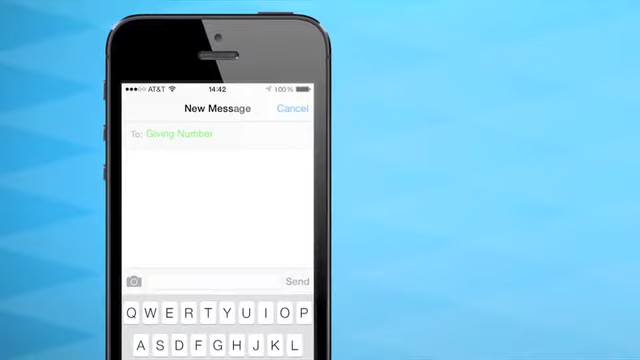 AT&T 14:42 100%
New Message Cancel
To: Giving Number
Send
Q W E R T Y U I O P
A S D F G H J K L